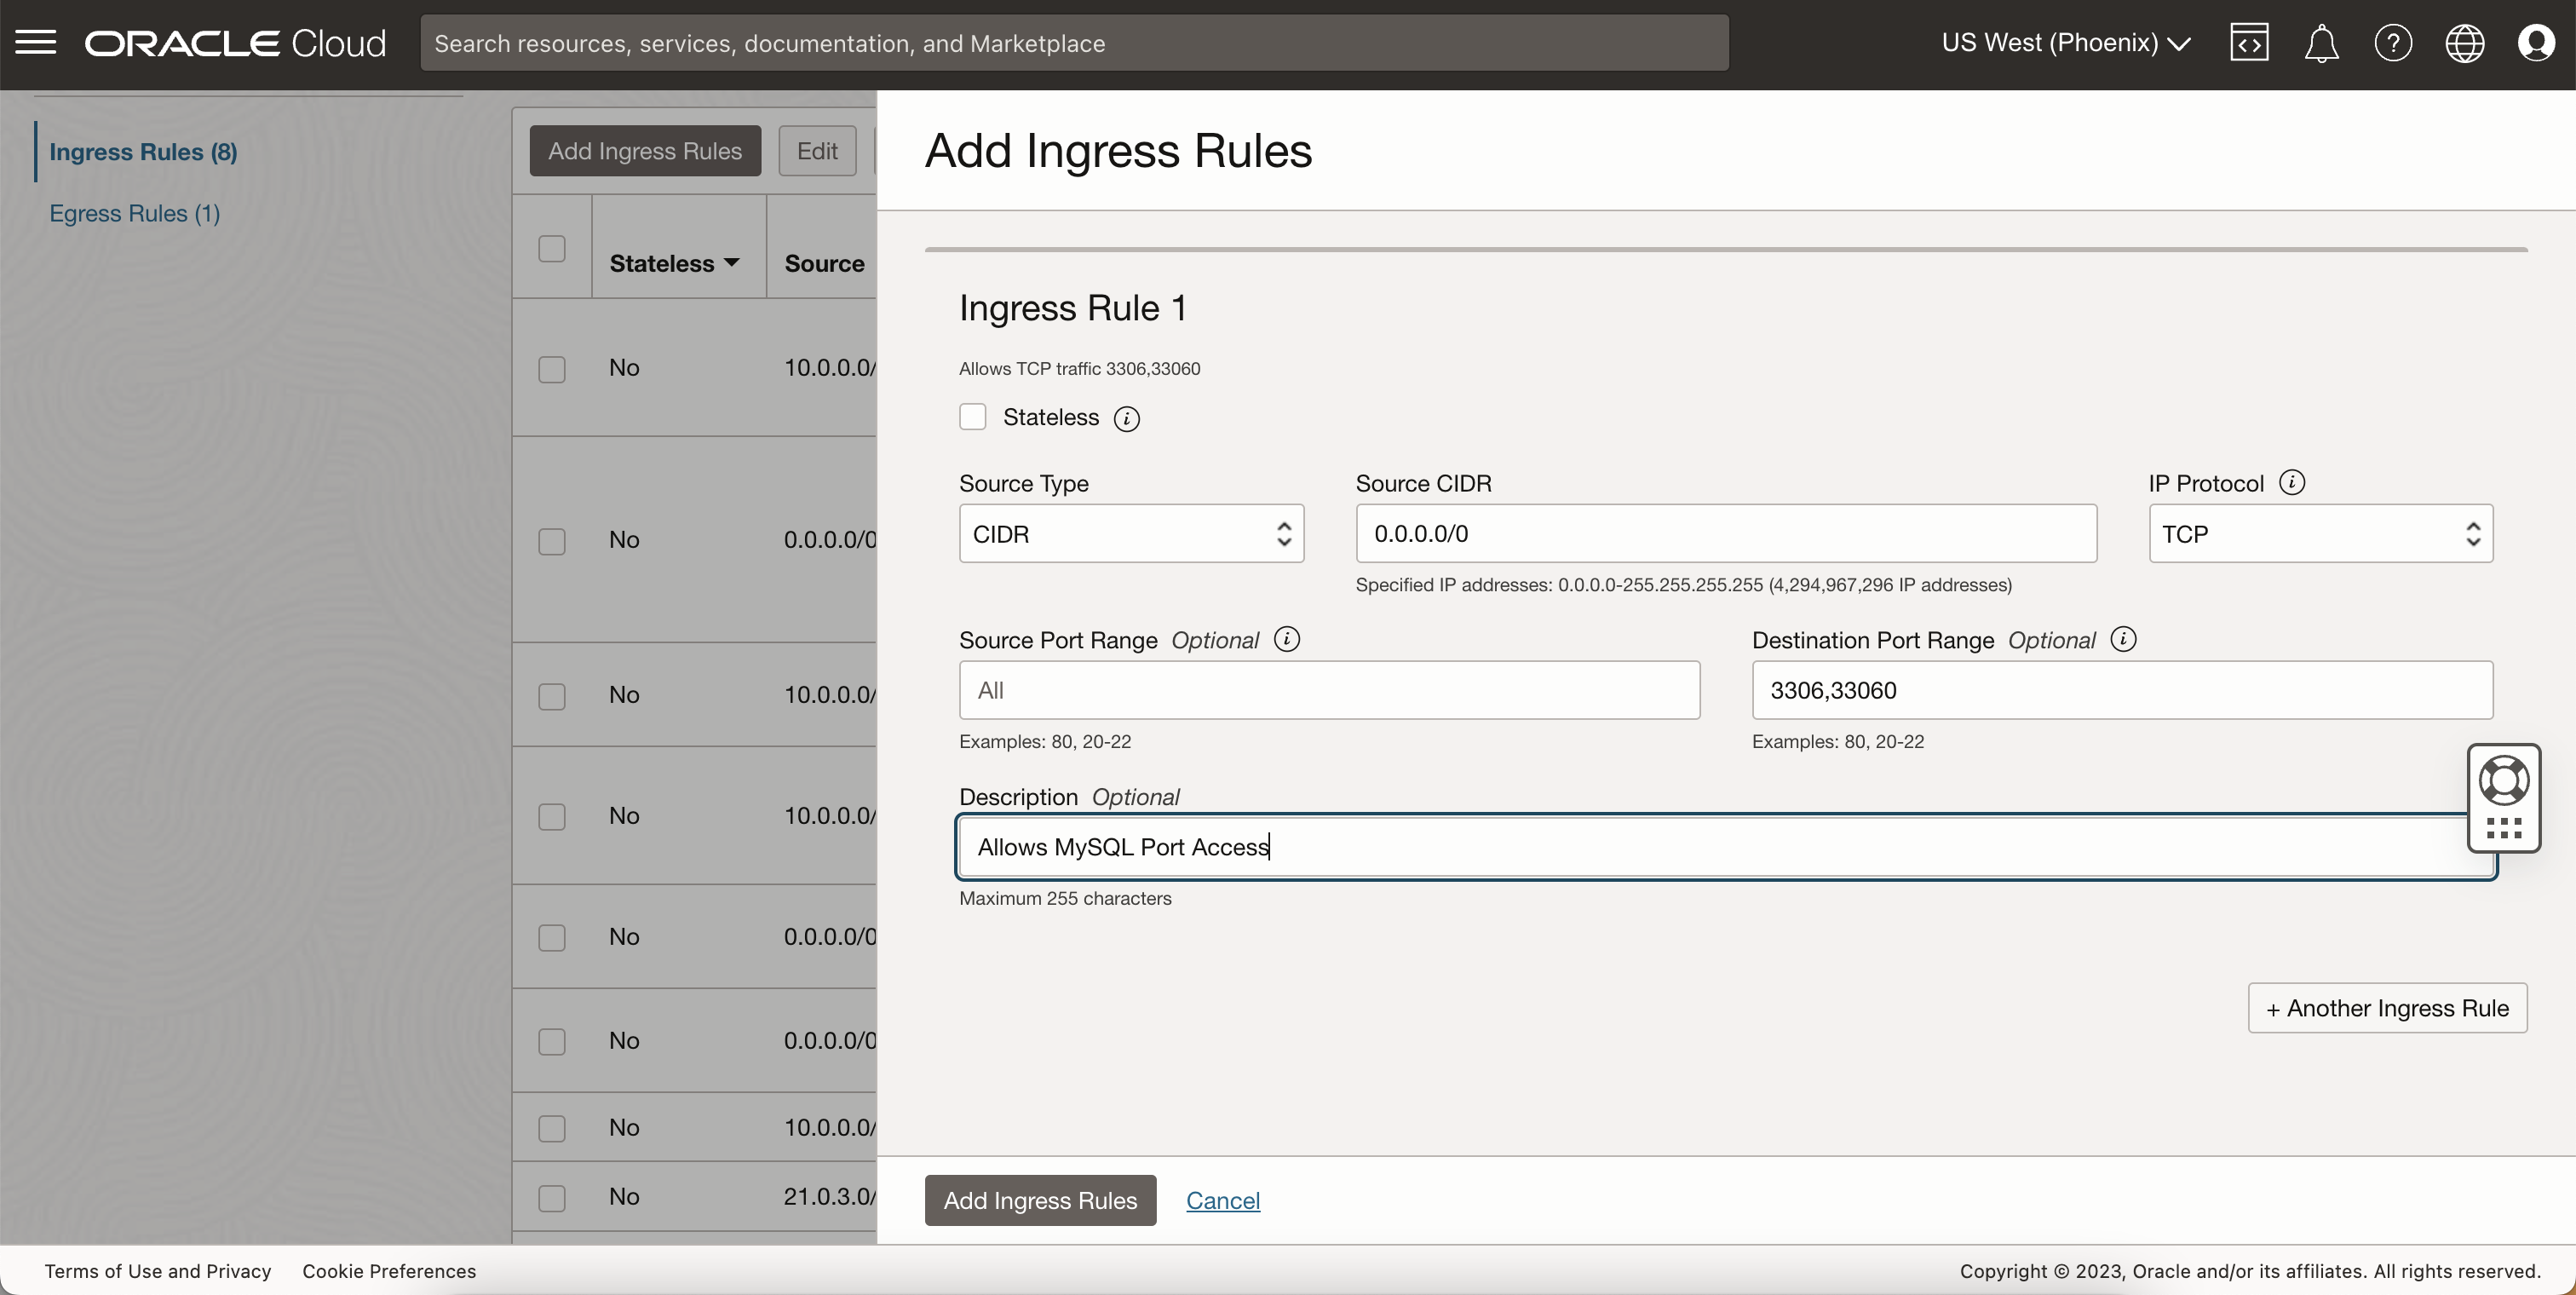 ORACLE Cloud
Search resources, services, documentation, and Marketplace
US West (Phoenix)
Ingress Rules (8)
Egress Rules (1)
Add Ingress Rules
Edit
Stateless
Source
No
10.0.0.0/
No
0.0.0.0/0
No
10.0.0.0/
No
10.0.0.0/
No
0.0.0.0/0
No
0.0.0.0/0
No
10.0.0.0/
No
21.0.3.0/
Add Ingress Rules
Ingress Rule 1
Allows TCP traffic 3306,33060
Stateless
Source Type
Source CIDR
IP Protocol
CIDR
0.0.0.0/0
TCP
Specified IP addresses: 0.0.0.0-255.255.255.255 (4,294,967,296 IP addresses)
Source Port Range Optional
Destination Port Range Optional
All
3306,33060
Examples: 80, 20-22
Examples: 80, 20-22
Description Optional
Allows MySQL Port Access
Maximum 255 characters
+ Another Ingress Rule
Add Ingress Rules
Cancel
Terms of Use and Privacy
Cookie Preferences
Copyright © 2023, Oracle and/or its affiliates. All rights reserved.